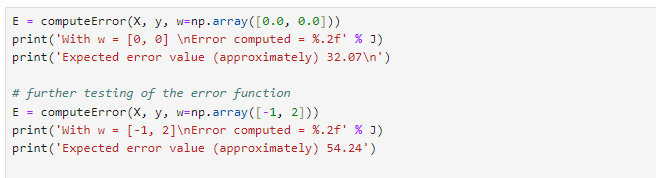 E = computeError(X, y, w=np.array([0.0, 0.0]))
print('With w = [0, 0] \nError computed = %.2f' % J)
print('Expected error value (approximately) 32.07\n')
# further testing of the error function
E = computeError(X, y, w=np.array([-1, 2]))
print('With w = [-1, 2]\nError computed = %.2f' % J)
print('Expected error value (approximately) 54.24')